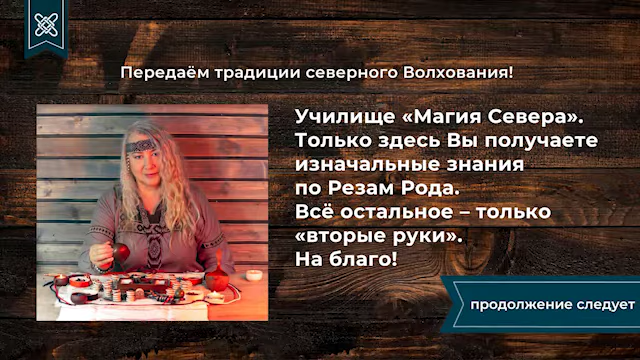 Передаём традиции северного Волхования!
Училище «Магия Севера».
Только здесь Вы получаете
изначальные знания
по Резам Рода.
Всё остальное – только
«вторые руки».
На благо!
продолжение следует